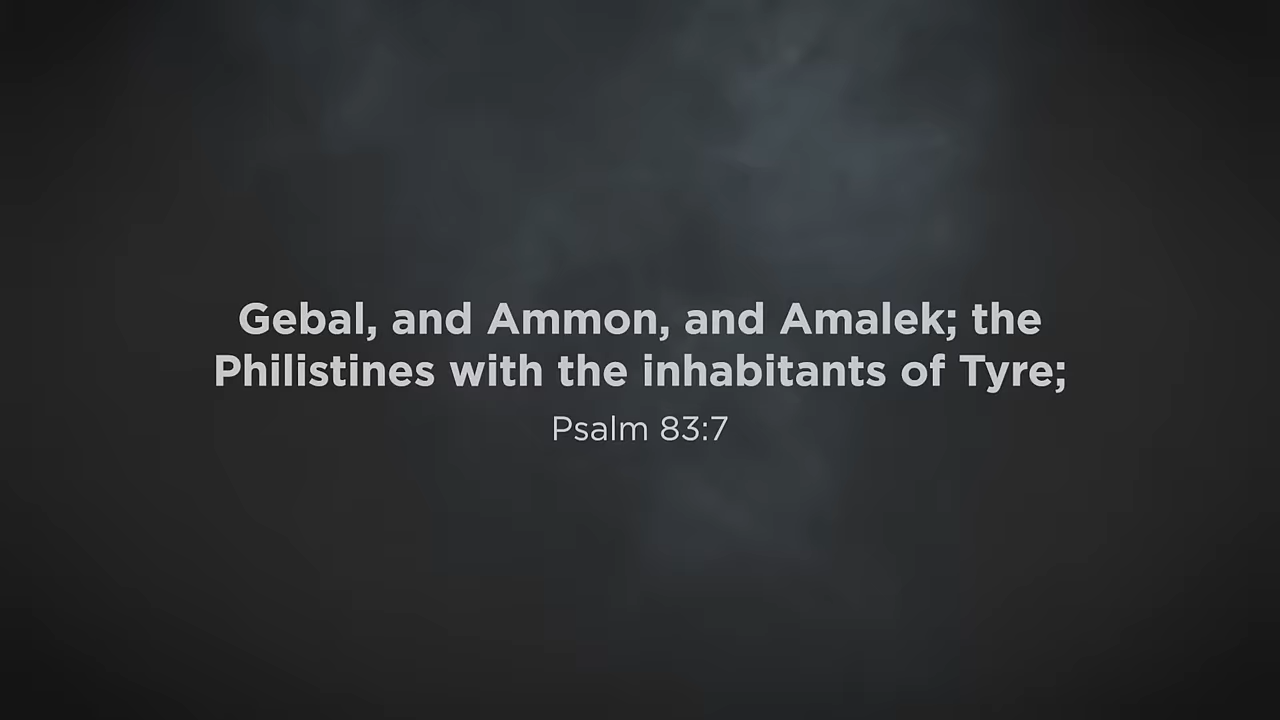 Gebal, and Ammon, and Amalek; the
Philistines with the inhabitants of Tyre;
Psalm 83:7